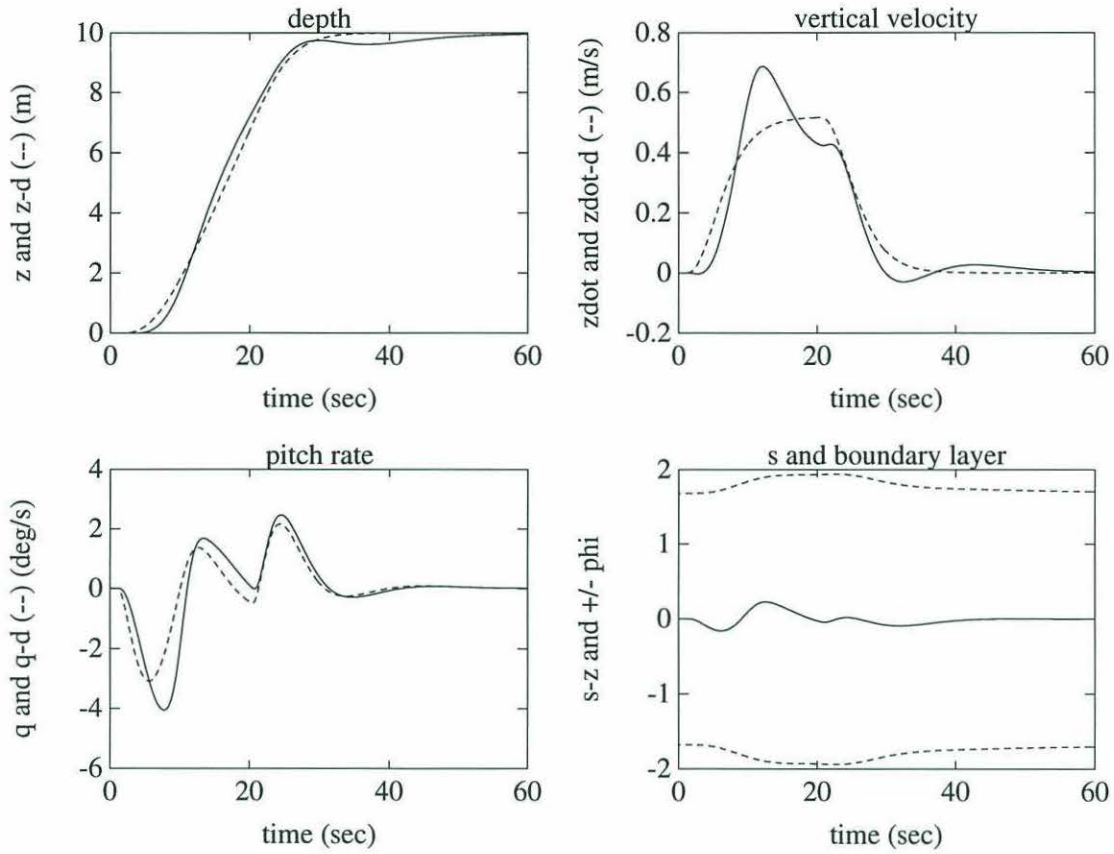 depth
z and z-d (--) (m)
10
8
6
4
2
0
0 20 40 60
time (sec)
vertical velocity
zdot and zdot-d (--) (m/s)
0.8
0.6
0.4
0.2
0
-0.2
0 20 40 60
time (sec)
pitch rate
q and q-d (--) (deg/s)
4
2
0
-2
-4
-6
0 20 40 60
time (sec)
s and boundary layer
s-z and +/- phi
2
1
0
-1
-2
0 20 40 60
time (sec)